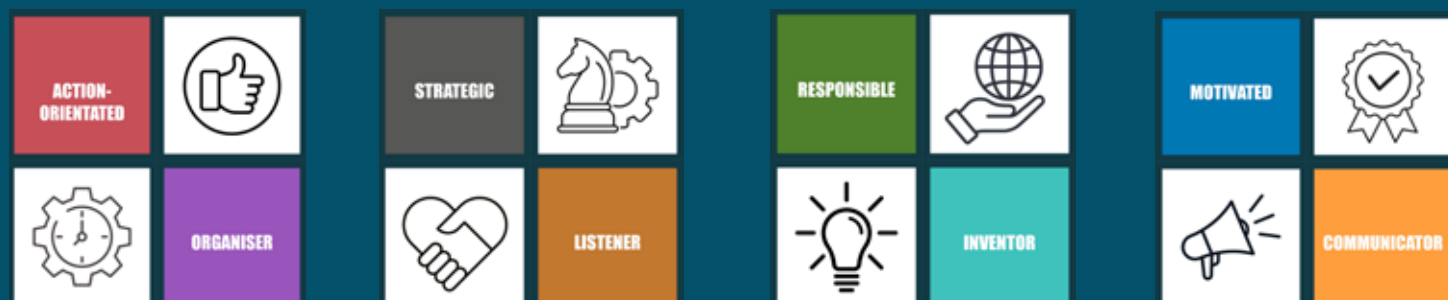 ACTION-
ORIENTATED
STRATEGIC
RESPONSIBLE
MOTIVATED
ORGANISER
LISTENER
INVENTOR
COMMUNICATOR